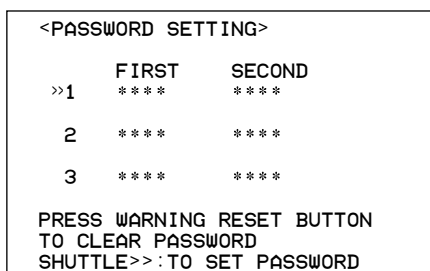 <PASSWORD SETTING>
FIRST SECOND
»1 **** ****
2 **** ****
3 **** ****
PRESS WARNING RESET BUTTON
TO CLEAR PASSWORD
SHUTTLE>>:TO SET PASSWORD